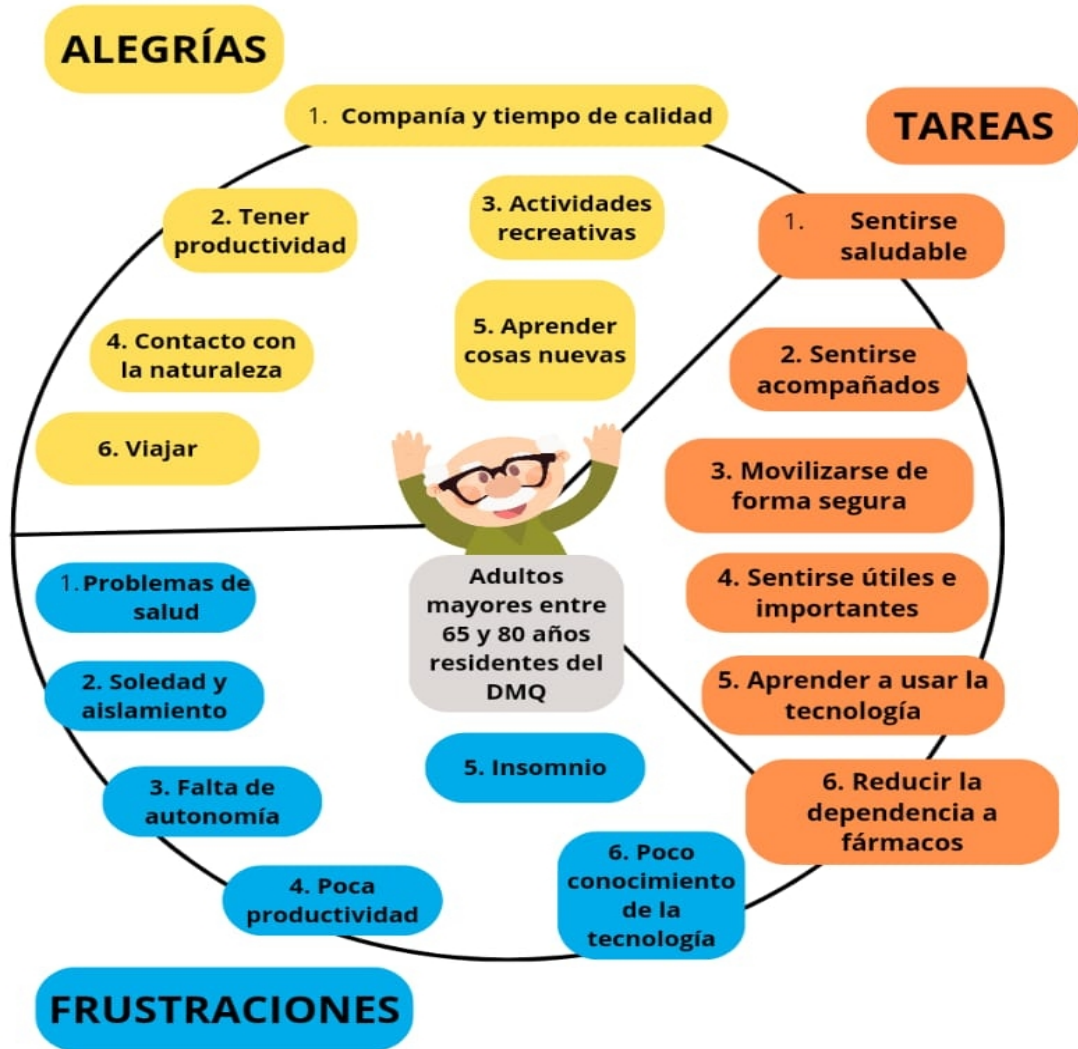 ALEGRÍAS
1. Companía y tiempo de calidad
2. Tener
productividad
3. Actividades
recreativas
4. Contacto con
la naturaleza
5. Aprender
cosas nuevas
6. Viajar
TAREAS
1. Sentirse
saludable
2. Sentirse
acompañados
3. Movilizarse de
forma segura
4. Sentirse útiles e
importantes
5. Aprender a usar la
tecnología
6. Reducir la
dependencia a
fármacos
Adultos
mayores entre
65 y 80 años
residentes del
DMQ
1. Problemas de
salud
2. Soledad y
aislamiento
3. Falta de
autonomía
4. Poca
productividad
5. Insomnio
6. Poco
conocimiento
de la
tecnología
FRUSTRACIONES